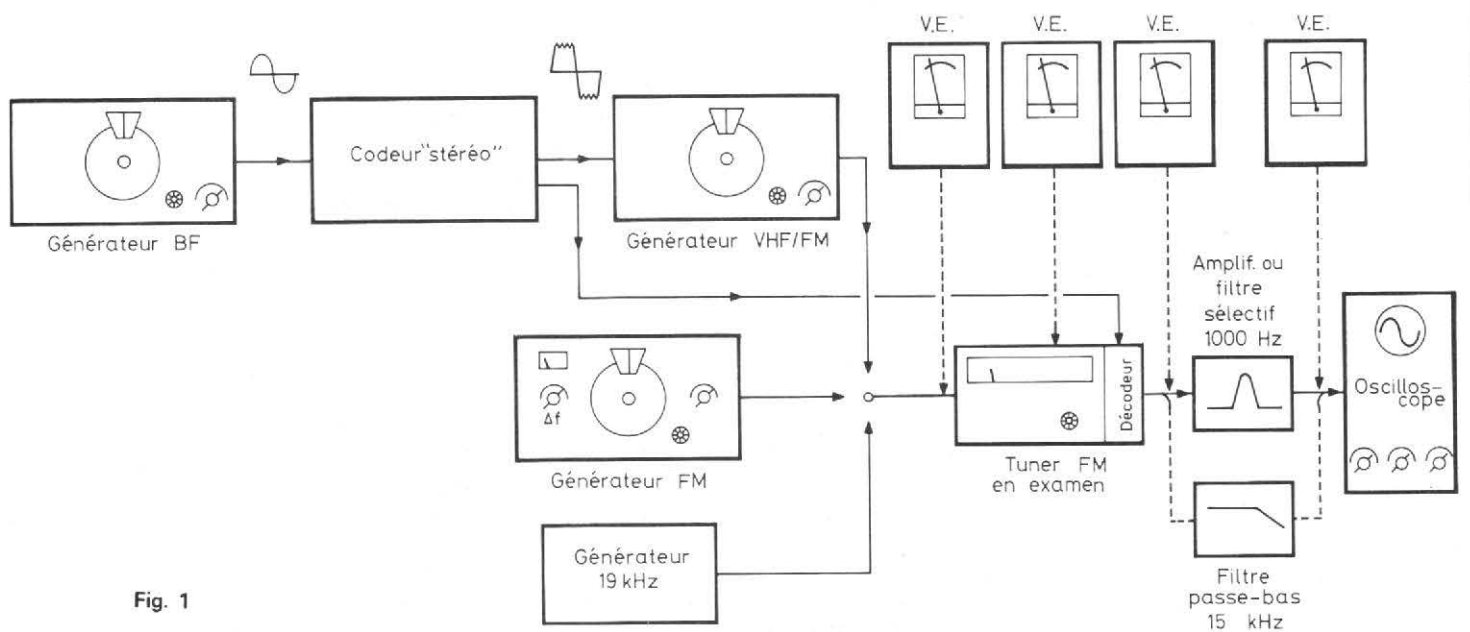 V.E.
V.E.
V.E.
V.E.
Codeur "stéréo"
Générateur BF
Générateur VHF/FM
Amplif. ou
filtre
sélectif
1000 Hz
Δf
Décodeur
Oscillos-
cope
Générateur FM
Tuner FM
en examen
Générateur
19 kHz
Filtre
passe-bas
15 kHz
Fig. 1